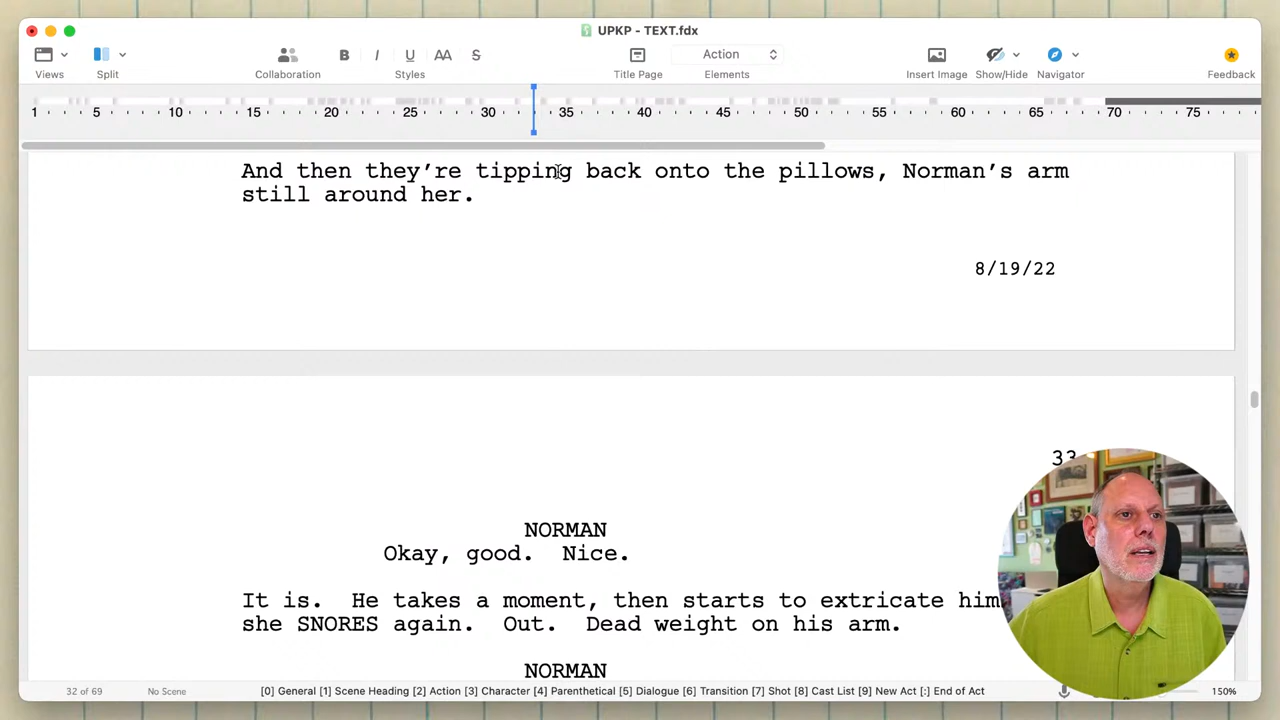 UPKP - TEXT.fdx
B I U AA S Action
Views Split Collaboration Styles Title Page Elements Insert Image Show/Hide Navigator Feedback
1 5 10 15 20 25 30 35 40 45 50 55 60 65 70 75
And then they’re tipping back onto the pillows, Norman’s arm
still around her.
8/19/22
33
NORMAN
Okay, good. Nice.
It is. He takes a moment, then starts to extricate him
she SNORES again. Out. Dead weight on his arm.
NORMAN
32 of 69 No Scene [0] General [1] Scene Heading [2] Action [3] Character [4] Parenthetical [5] Dialogue [6] Transition [7] Shot [8] Cast List [9] New Act [:] End of Act 150%